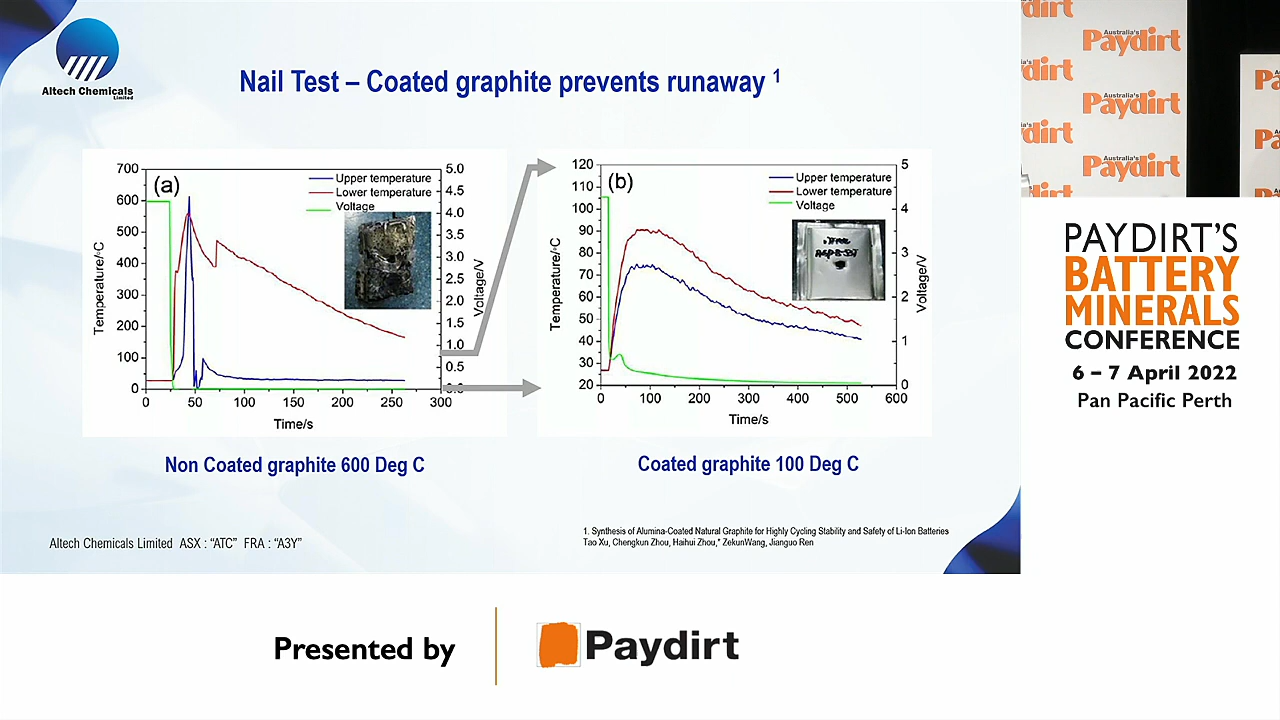 Altech Chemicals
Limited
Nail Test – Coated graphite prevents runaway 1
700
600
500
400
300
200
100
0
Temperature/°C
(a)
Upper temperature
Lower temperature
Voltage
5.0
4.5
4.0
3.5
3.0
2.5
2.0
1.5
1.0
0.5
0.0
Voltage/V
0 50 100 150 200 250 300
Time/s
120
110
100
90
80
70
60
50
40
30
20
Temperature/°C
(b)
Upper temperature
Lower temperature
Voltage
5
4
3
2
1
0
Voltage/V
0 100 200 300 400 500 600
Time/s
Non Coated graphite 600 Deg C
Coated graphite 100 Deg C
1. Synthesis of Alumina-Coated Natural Graphite for Highly Cycling Stability and Safety of Li-Ion Batteries
Tao Xu, Chengkun Zhou, Haihui Zhou,* ZekunWang, Jianguo Ren
Altech Chemicals Limited ASX : “ATC” FRA : “A3Y”
Australia's
Paydirt
Australia's
Paydirt
Australia's
Paydirt
PAYDIRT'S
BATTERY
MINERALS
CONFERENCE
6 – 7 April 2022
Pan Pacific Perth
Presented by
Paydirt